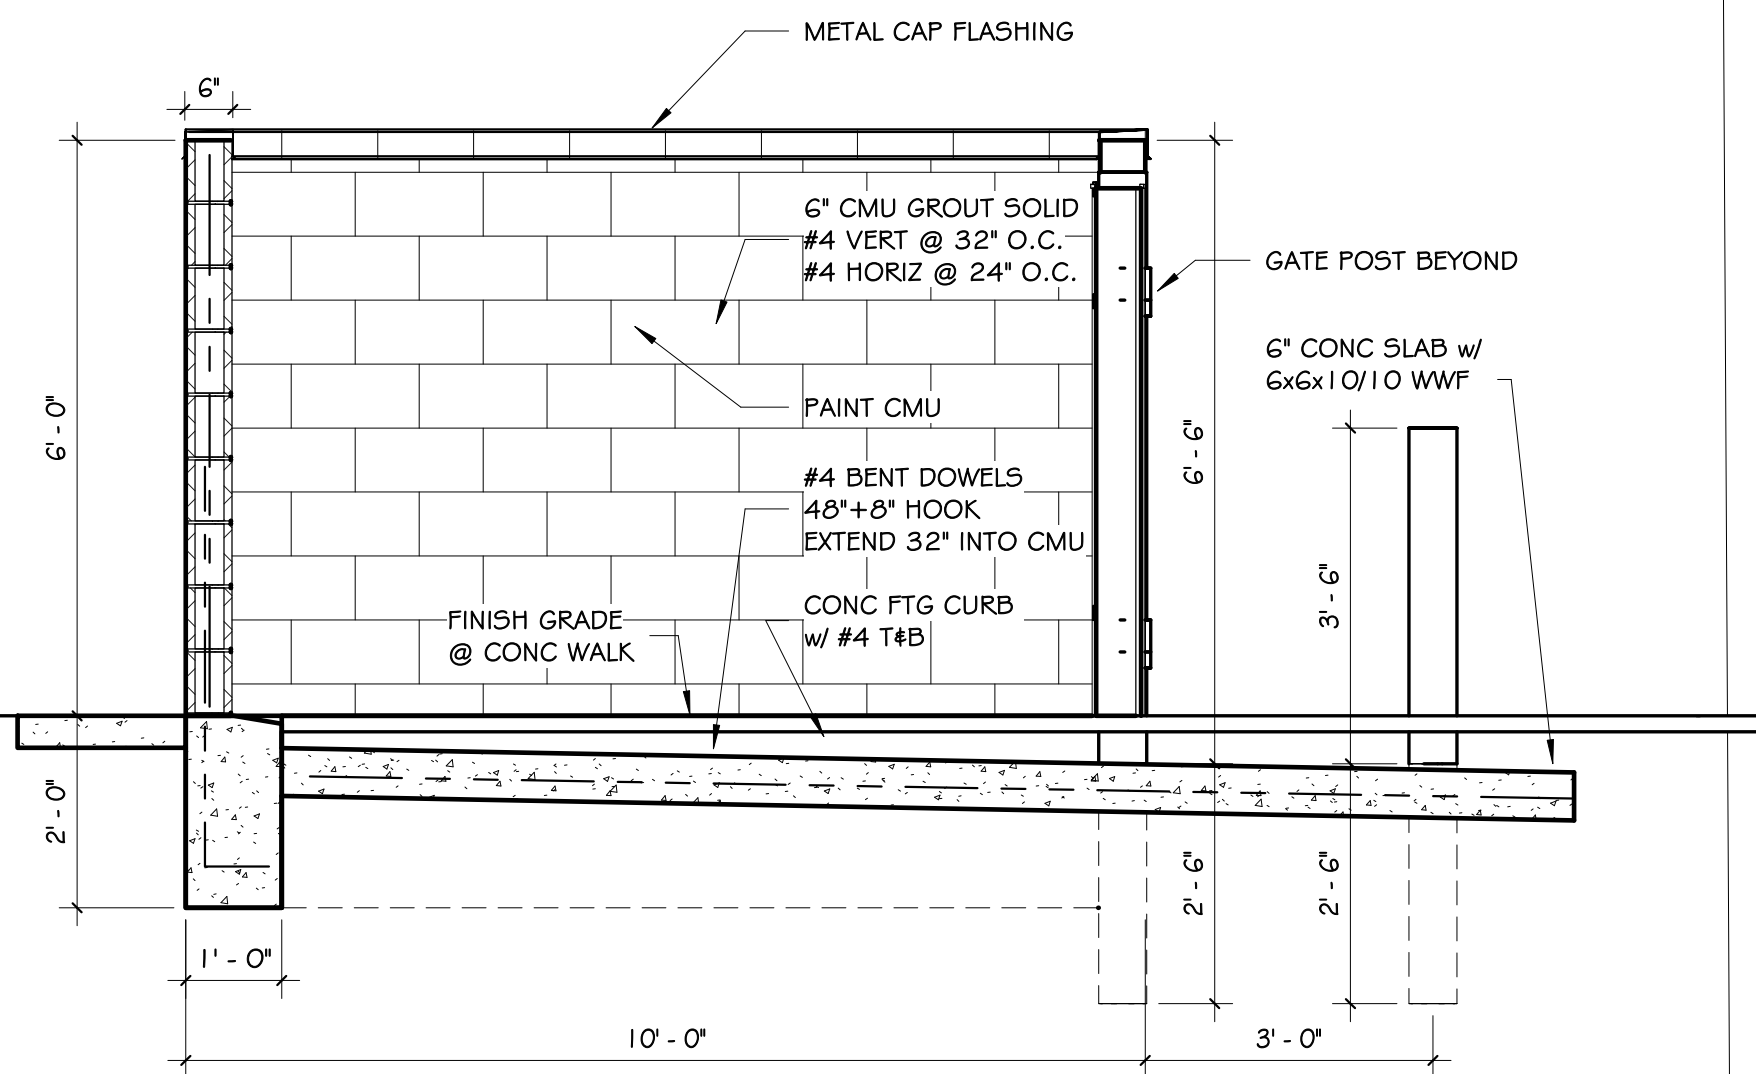 METAL CAP FLASHING
6"
6" CMU GROUT SOLID
#4 VERT @ 32" O.C.
#4 HORIZ @ 24" O.C.
GATE POST BEYOND
6" CONC SLAB w/
6x6x10/10 WWF
PAINT CMU
6' - 0"
6' - 6"
#4 BENT DOWELS
48"+8" HOOK
EXTEND 32" INTO CMU
3' - 6"
FINISH GRADE
@ CONC WALK
CONC FTG CURB
w/ #4 T&B
2' - 0"
2' - 6"
2' - 6"
1' - 0"
10' - 0"
3' - 0"